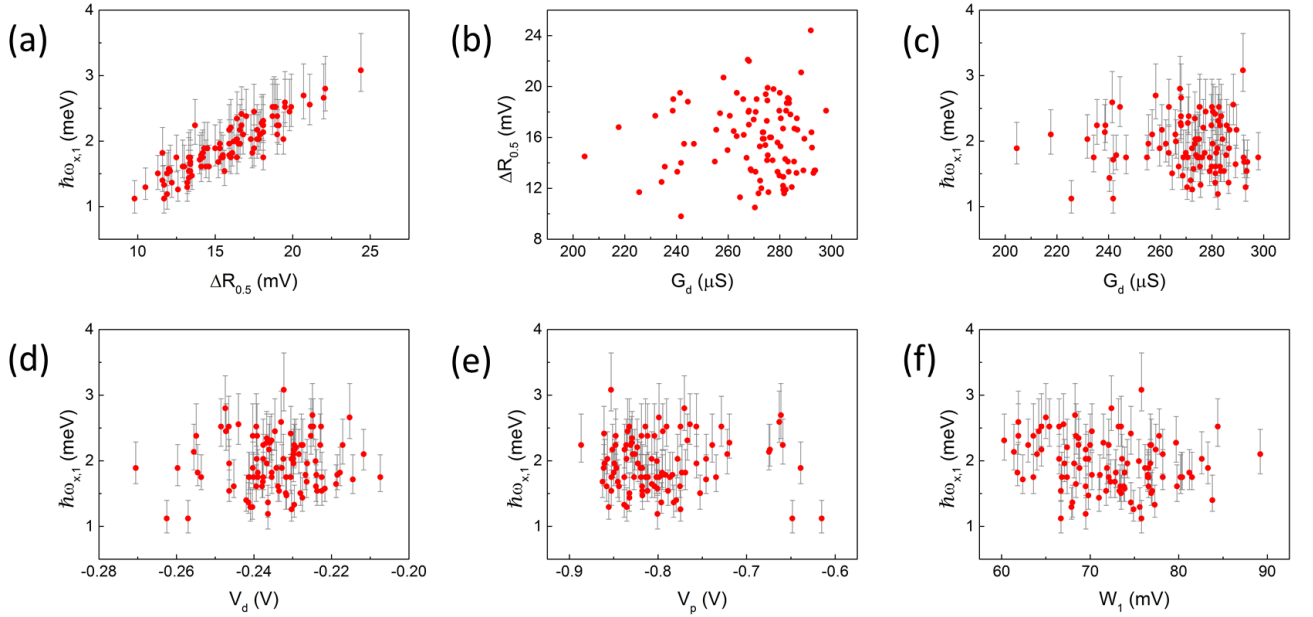 (a)
4
3
2
1
ħω_x,1 (meV)
10 15 20 25
ΔR_0.5 (mV)
(b)
24
20
16
12
8
ΔR_0.5 (mV)
200 220 240 260 280 300
G_d (μS)
(c)
4
3
2
1
ħω_x,1 (meV)
200 220 240 260 280 300
G_d (μS)
(d)
4
3
2
1
ħω_x,1 (meV)
-0.28 -0.26 -0.24 -0.22 -0.20
V_d (V)
(e)
4
3
2
1
ħω_x,1 (meV)
-0.9 -0.8 -0.7 -0.6
V_p (V)
(f)
4
3
2
1
ħω_x,1 (meV)
60 70 80 90
W_1 (mV)